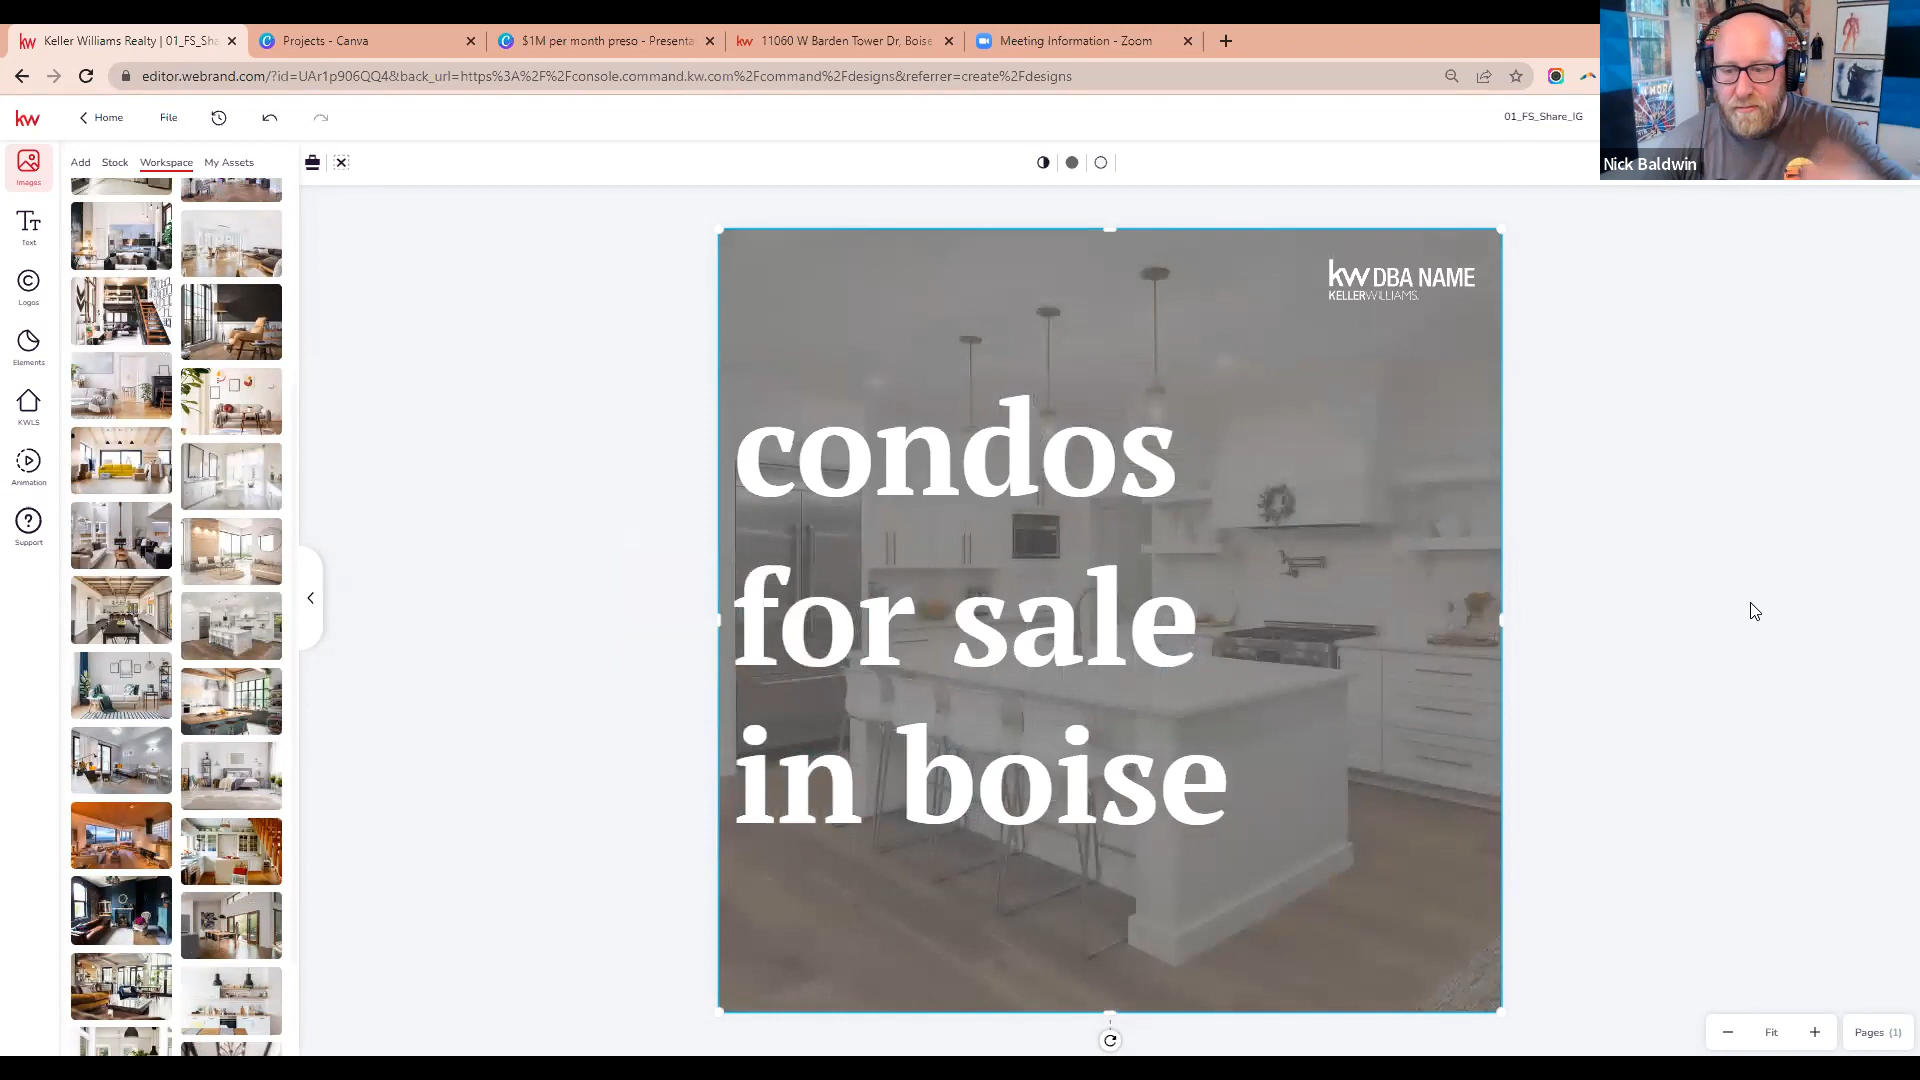 Keller Williams Realty | 01_FS_Sha
Projects - Canva
$1M per month preso - Presenta
11060 W Barden Tower Dr, Boise
Meeting Information - Zoom
editor.webrand.com/?id=UAr1p906QQ4&back_url=https%3A%2F%2Fconsole.command.kw.com%2Fcommand%2Fdesigns&referrer=create%2Fdesigns
kw
Home
File
01_FS_Share_IG
Nick Baldwin
Add
Stock
Workspace
My Assets
Images
Text
Logos
Elements
KWLS
Animation
Support
kw DBA NAME
KELLERWILLIAMS.
condos
for sale
in boise
Fit
Pages (1)